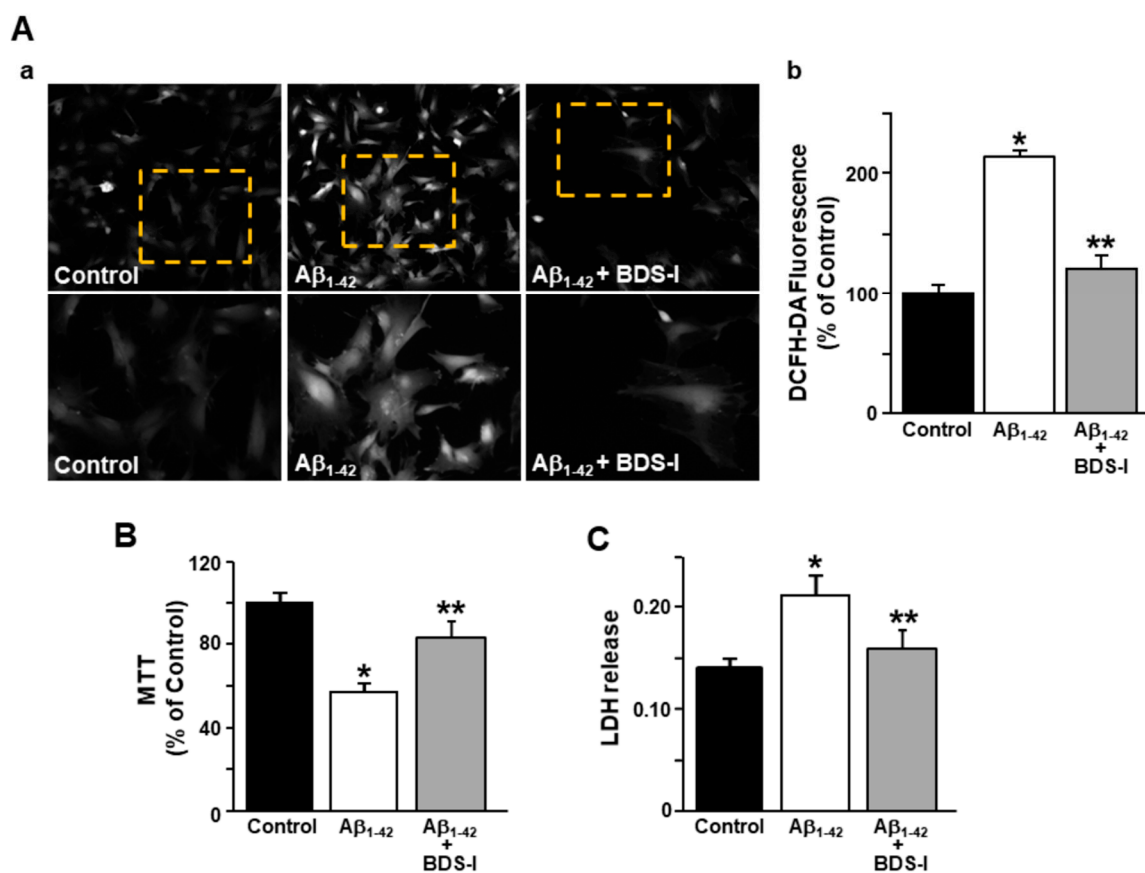 A
a
Control
Aβ1-42
Aβ1-42 + BDS-I
Control
Aβ1-42
Aβ1-42 + BDS-I
b
DCFH-DA Fluorescence
(% of Control)
200
100
0
*
**
Control
Aβ1-42
Aβ1-42
+
BDS-I
B
MTT
(% of Control)
120
80
40
0
*
**
Control
Aβ1-42
Aβ1-42
+
BDS-I
C
LDH release
0.20
0.10
0
*
**
Control
Aβ1-42
Aβ1-42
+
BDS-I